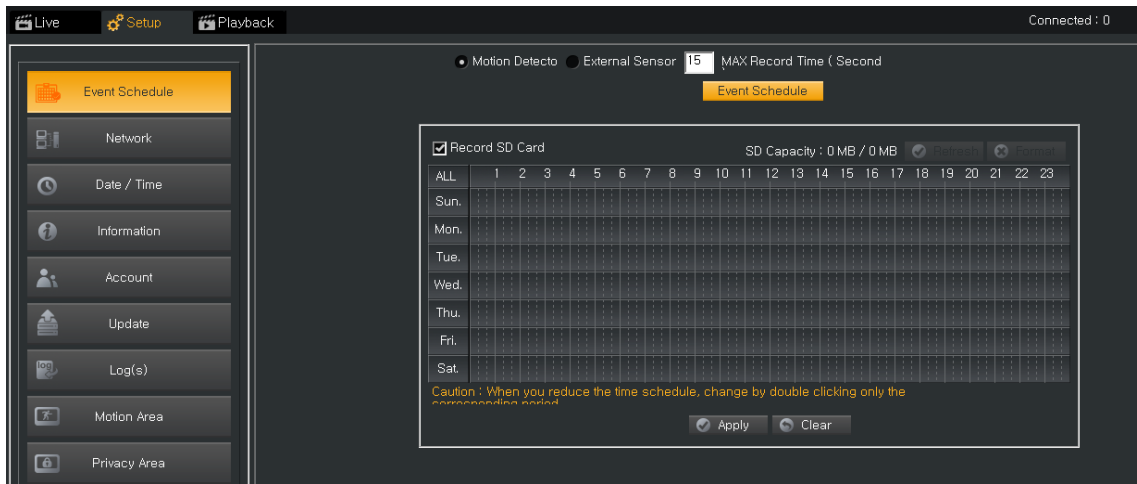 Live Setup Playback Connected : 0
Motion Detecto External Sensor 15 MAX Record Time ( Second
Event Schedule
Event Schedule
Network
Date / Time
Information
Account
Update
Log(s)
Motion Area
Privacy Area
Record SD Card SD Capacity : 0 MB / 0 MB Refresh Format
ALL 1 2 3 4 5 6 7 8 9 10 11 12 13 14 15 16 17 18 19 20 21 22 23
Sun.
Mon.
Tue.
Wed.
Thu.
Fri.
Sat.
Caution : When you reduce the time schedule, change by double clicking only the
corresponding period
Apply Clear